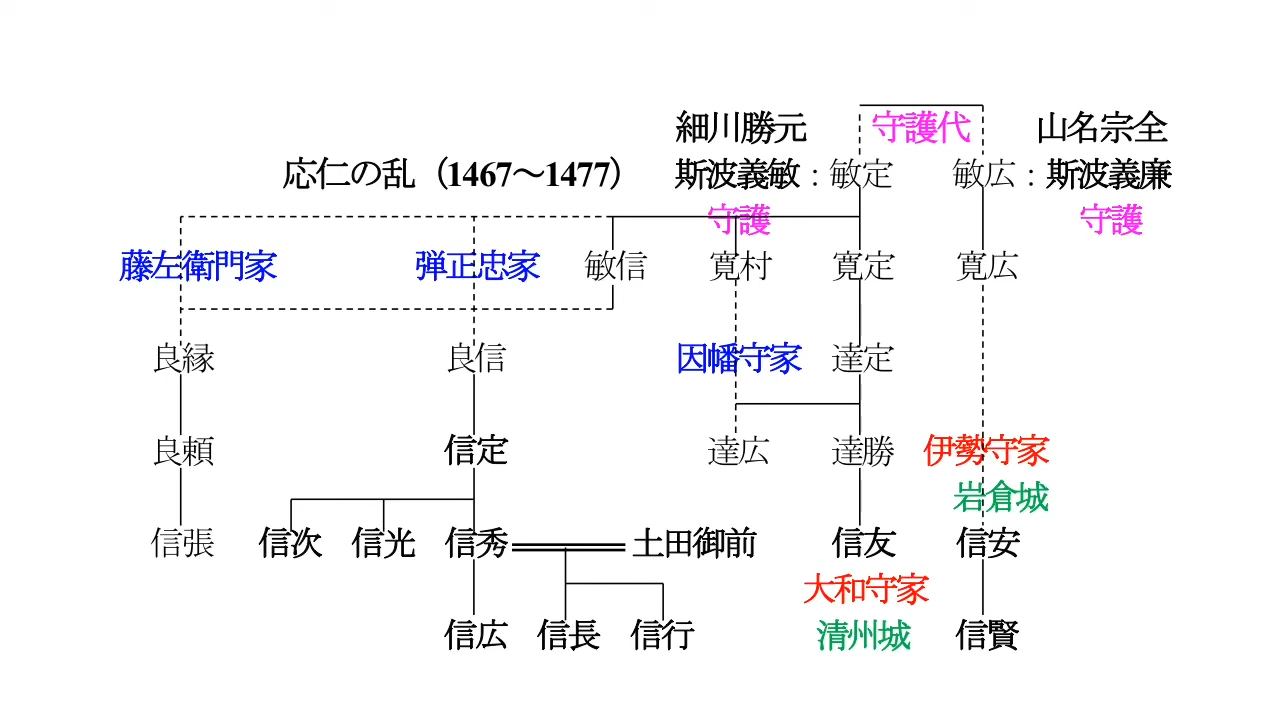 細川勝元 守護代 山名宗全
応仁の乱（1467～1477） 斯波義敏：敏定 敏広：斯波義廉
守護 守護
藤左衛門家 弾正忠家 敏信 寛村 寛定 寛広
良縁 良信 因幡守家 達定
良頼 信定 達広 達勝 伊勢守家
岩倉城
信張 信次 信光 信秀 土田御前 信友 信安
大和守家
信広 信長 信行 清州城 信賢